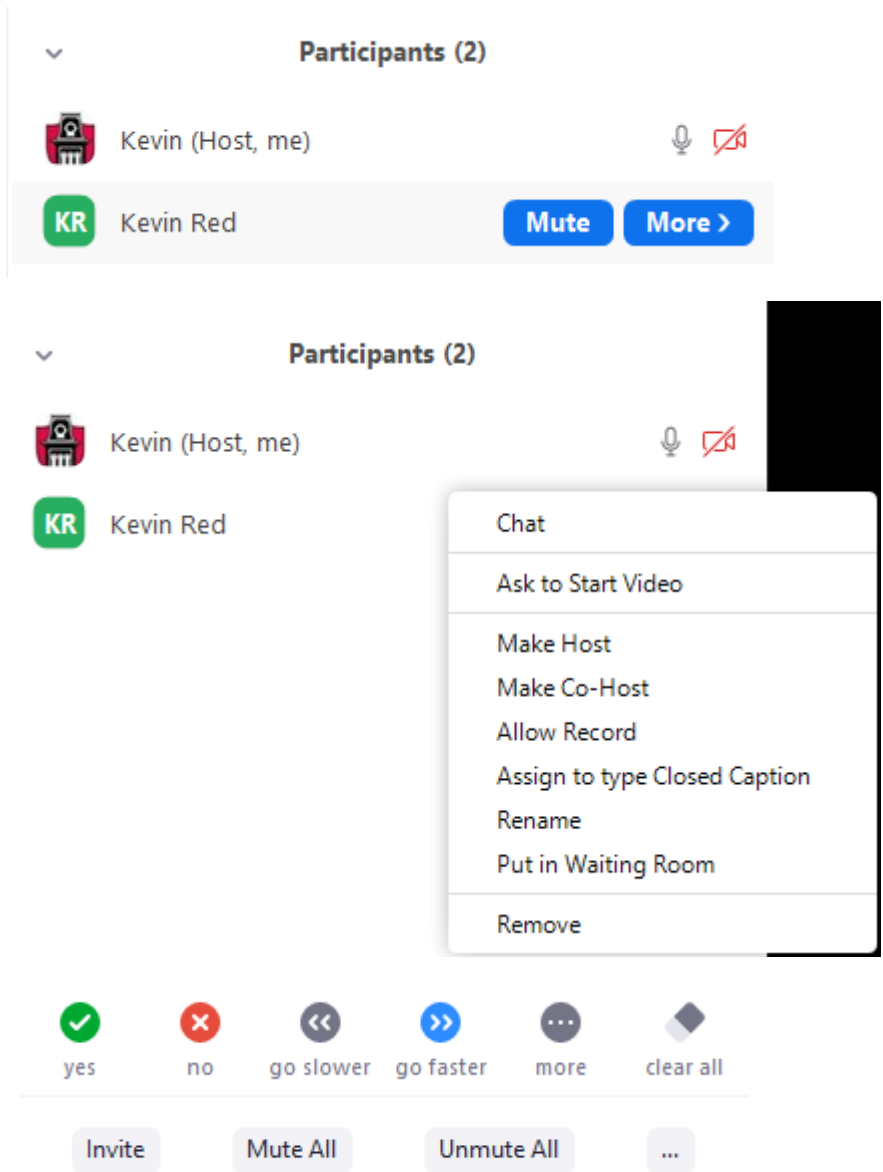 Participants (2)
Kevin (Host, me)
KR Kevin Red Mute More >
Participants (2)
Kevin (Host, me)
KR Kevin Red
Chat
Ask to Start Video
Make Host
Make Co-Host
Allow Record
Assign to type Closed Caption
Rename
Put in Waiting Room
Remove
yes no go slower go faster more clear all
Invite Mute All Unmute All ...